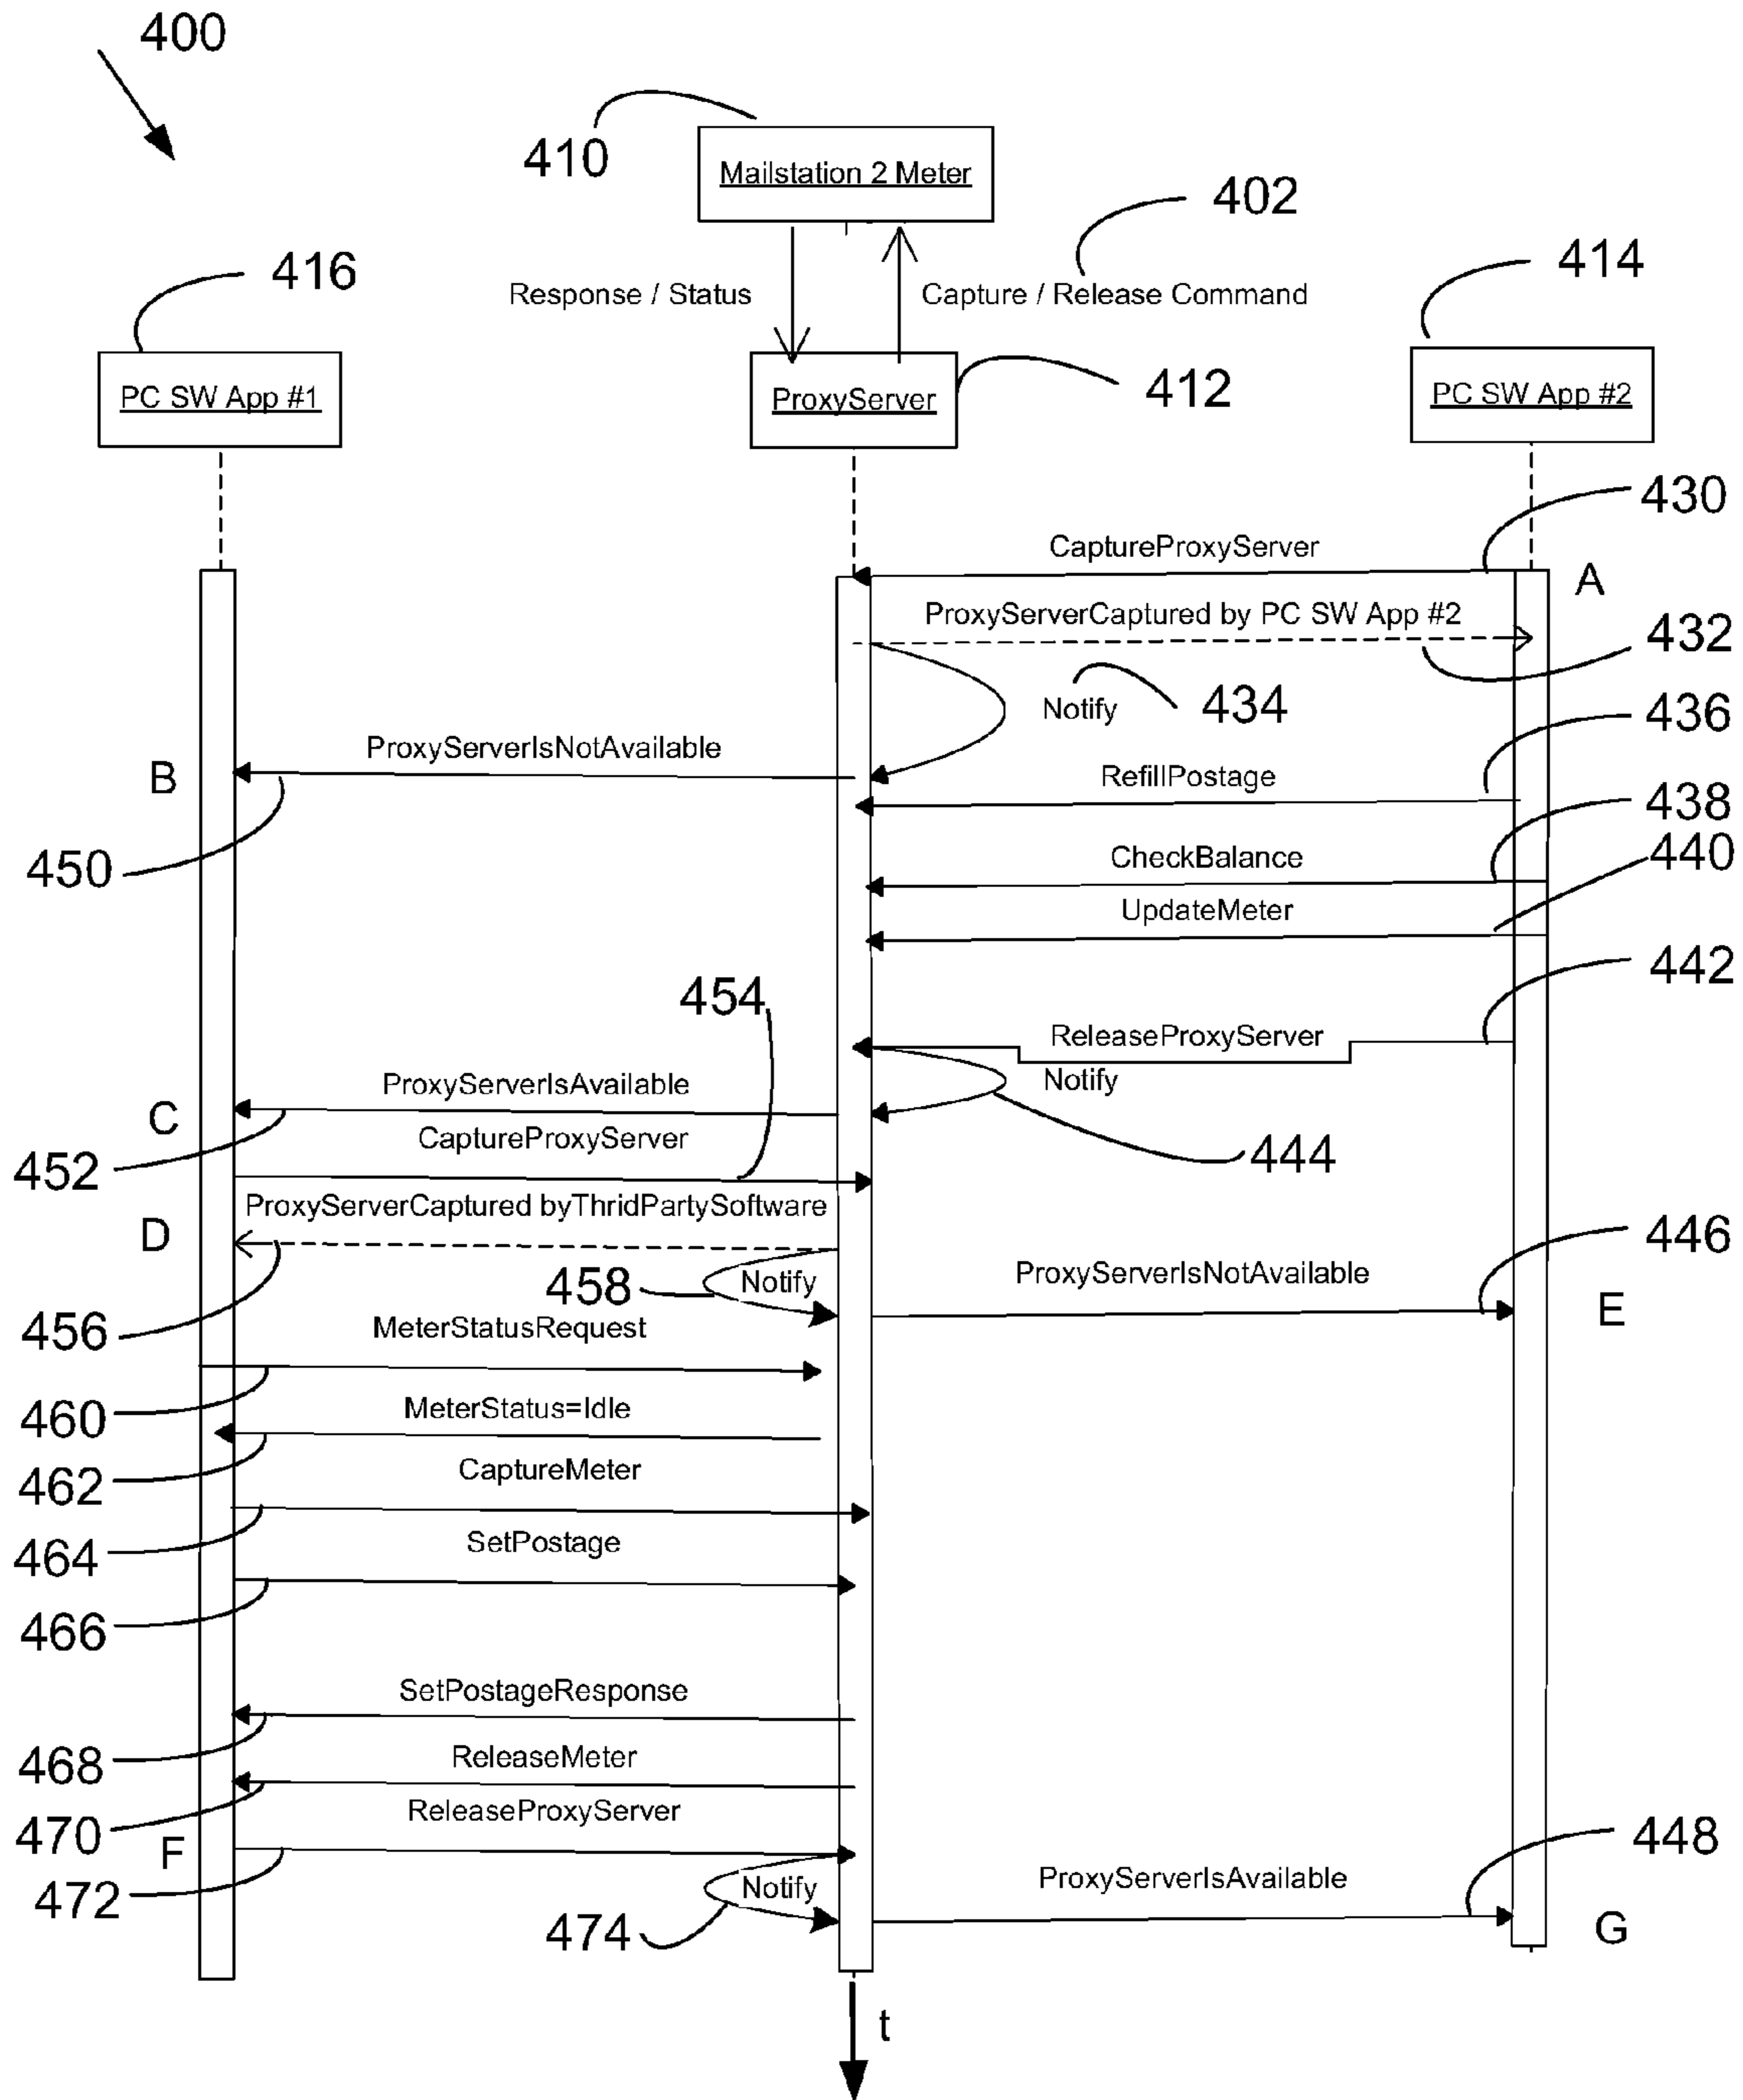 400
410
Mailstation 2 Meter
402
416
414
Response / Status
Capture / Release Command
PC SW App #1
ProxyServer
412
PC SW App #2
430
CaptureProxyServer
A
ProxyServerCaptured by PC SW App #2
432
434
Notify
436
ProxyServerIsNotAvailable
B
RefillPostage
438
450
CheckBalance
440
UpdateMeter
442
454
ReleaseProxyServer
ProxyServerIsAvailable
Notify
C
CaptureProxyServer
444
452
ProxyServerCaptured byThridPartySoftware
D
446
458
Notify
ProxyServerIsNotAvailable
E
456
MeterStatusRequest
460
MeterStatus=Idle
462
CaptureMeter
464
SetPostage
466
SetPostageResponse
468
ReleaseMeter
470
ReleaseProxyServer
F
448
472
Notify
ProxyServerIsAvailable
474
G
t